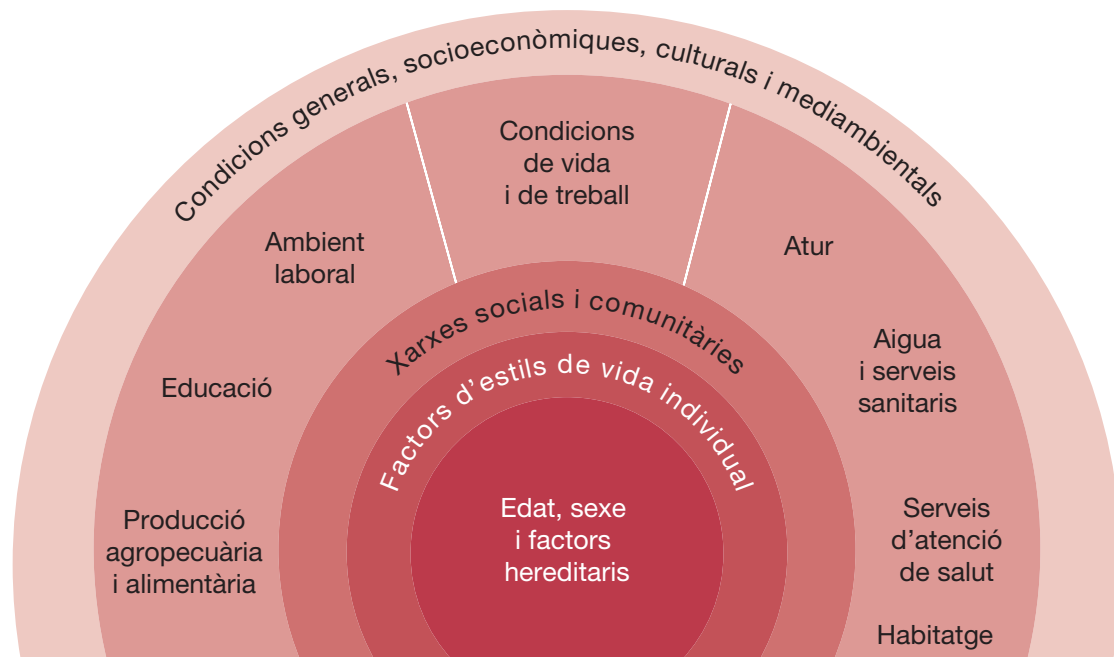 Condicions generals, socioeconòmiques, culturals i mediambientals
Condicions
de vida
i de treball
Ambient
laboral
Atur
Xarxes socials i comunitàries
Aigua
i serveis
sanitaris
Educació
Factors d’estils de vida individual
Edat, sexe
i factors
hereditaris
Producció
agropecuària
i alimentària
Serveis
d’atenció
de salut
Habitatge